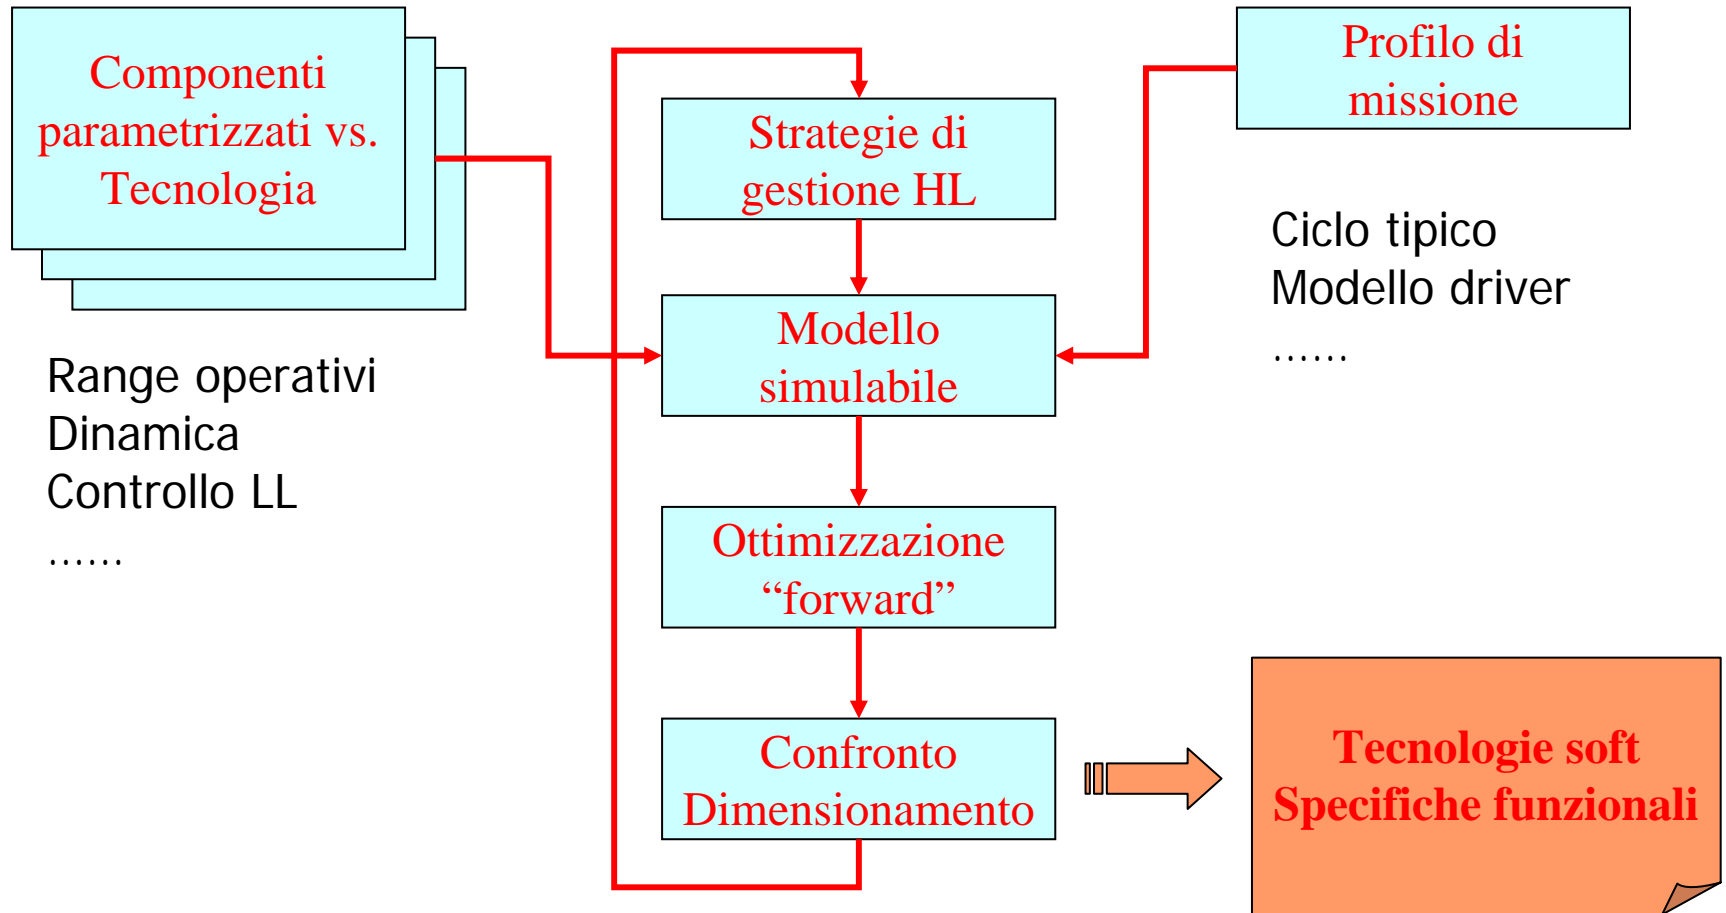 Componenti
parametrizzati vs.
Tecnologia
Range operativi
Dinamica
Controllo LL
......
Strategie di
gestione HL
Modello
simulabile
Ottimizzazione
“forward”
Confronto
Dimensionamento
Profilo di
missione
Ciclo tipico
Modello driver
......
Tecnologie soft
Specifiche funzionali